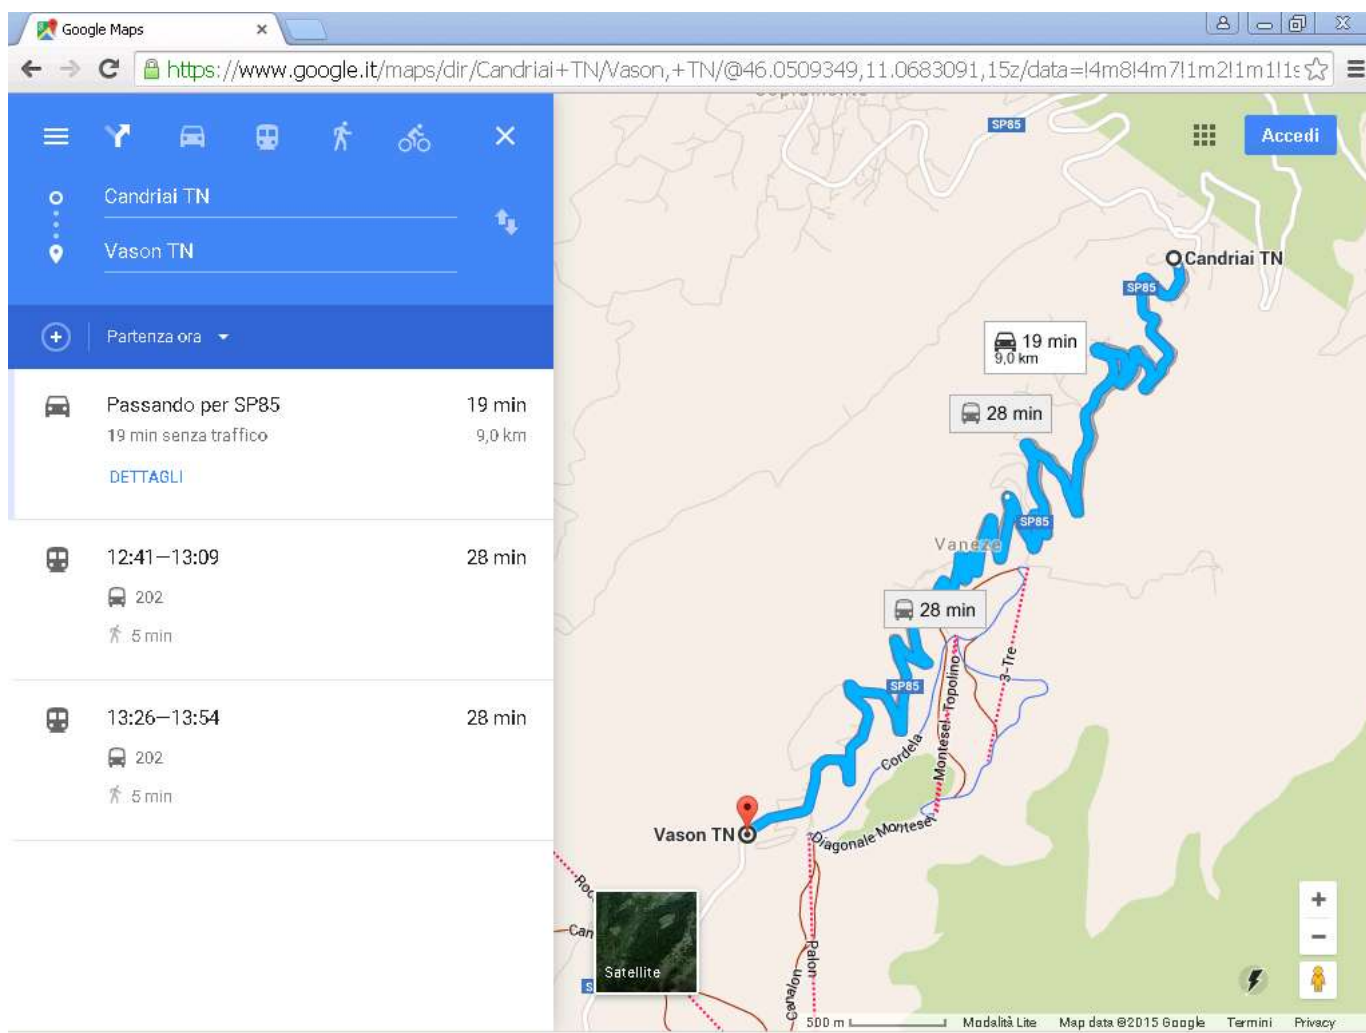 Google Maps
https://www.google.it/maps/dir/Candriai+TN/Vason,+TN/@46.0509349,11.0683091,15z/data=!4m8!4m7!1m2!1m1!1s
Candriai TN
Vason TN
Partenza ora
Passando per SP85 19 min
19 min senza traffico 9,0 km
DETTAGLI
12:41–13:09 28 min
202
5 min
13:26–13:54 28 min
202
5 min
SP85
Accedi
Candriai TN
SP85
19 min
9,0 km
28 min
SP85
Vaneze
28 min
3-Tre
SP85
Montesel Topolino
Cordela
Vason TN
Diagonale Montesel
Can
Palon
Canalon
Satellite
500 m Modalità Lite Map data ©2015 Google Termini Privacy